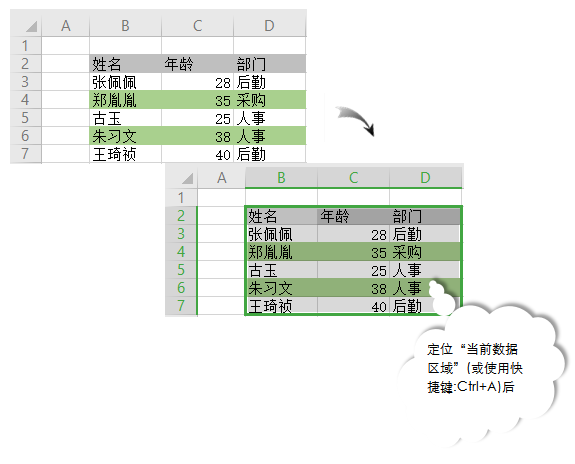 A B C D
1
2 姓名 年龄 部门
3 张佩佩 28 后勤
4 郑胤胤 35 采购
5 古玉 25 人事
6 朱习文 38 人事
7 王琦祯 40 后勤
A B C D
1
2 姓名 年龄 部门
3 张佩佩 28 后勤
4 郑胤胤 35 采购
5 古玉 25 人事
6 朱习文 38 人事
7 王琦祯 40 后勤
定位“当前数据
区域”(或使用快
捷键:Ctrl+A)后